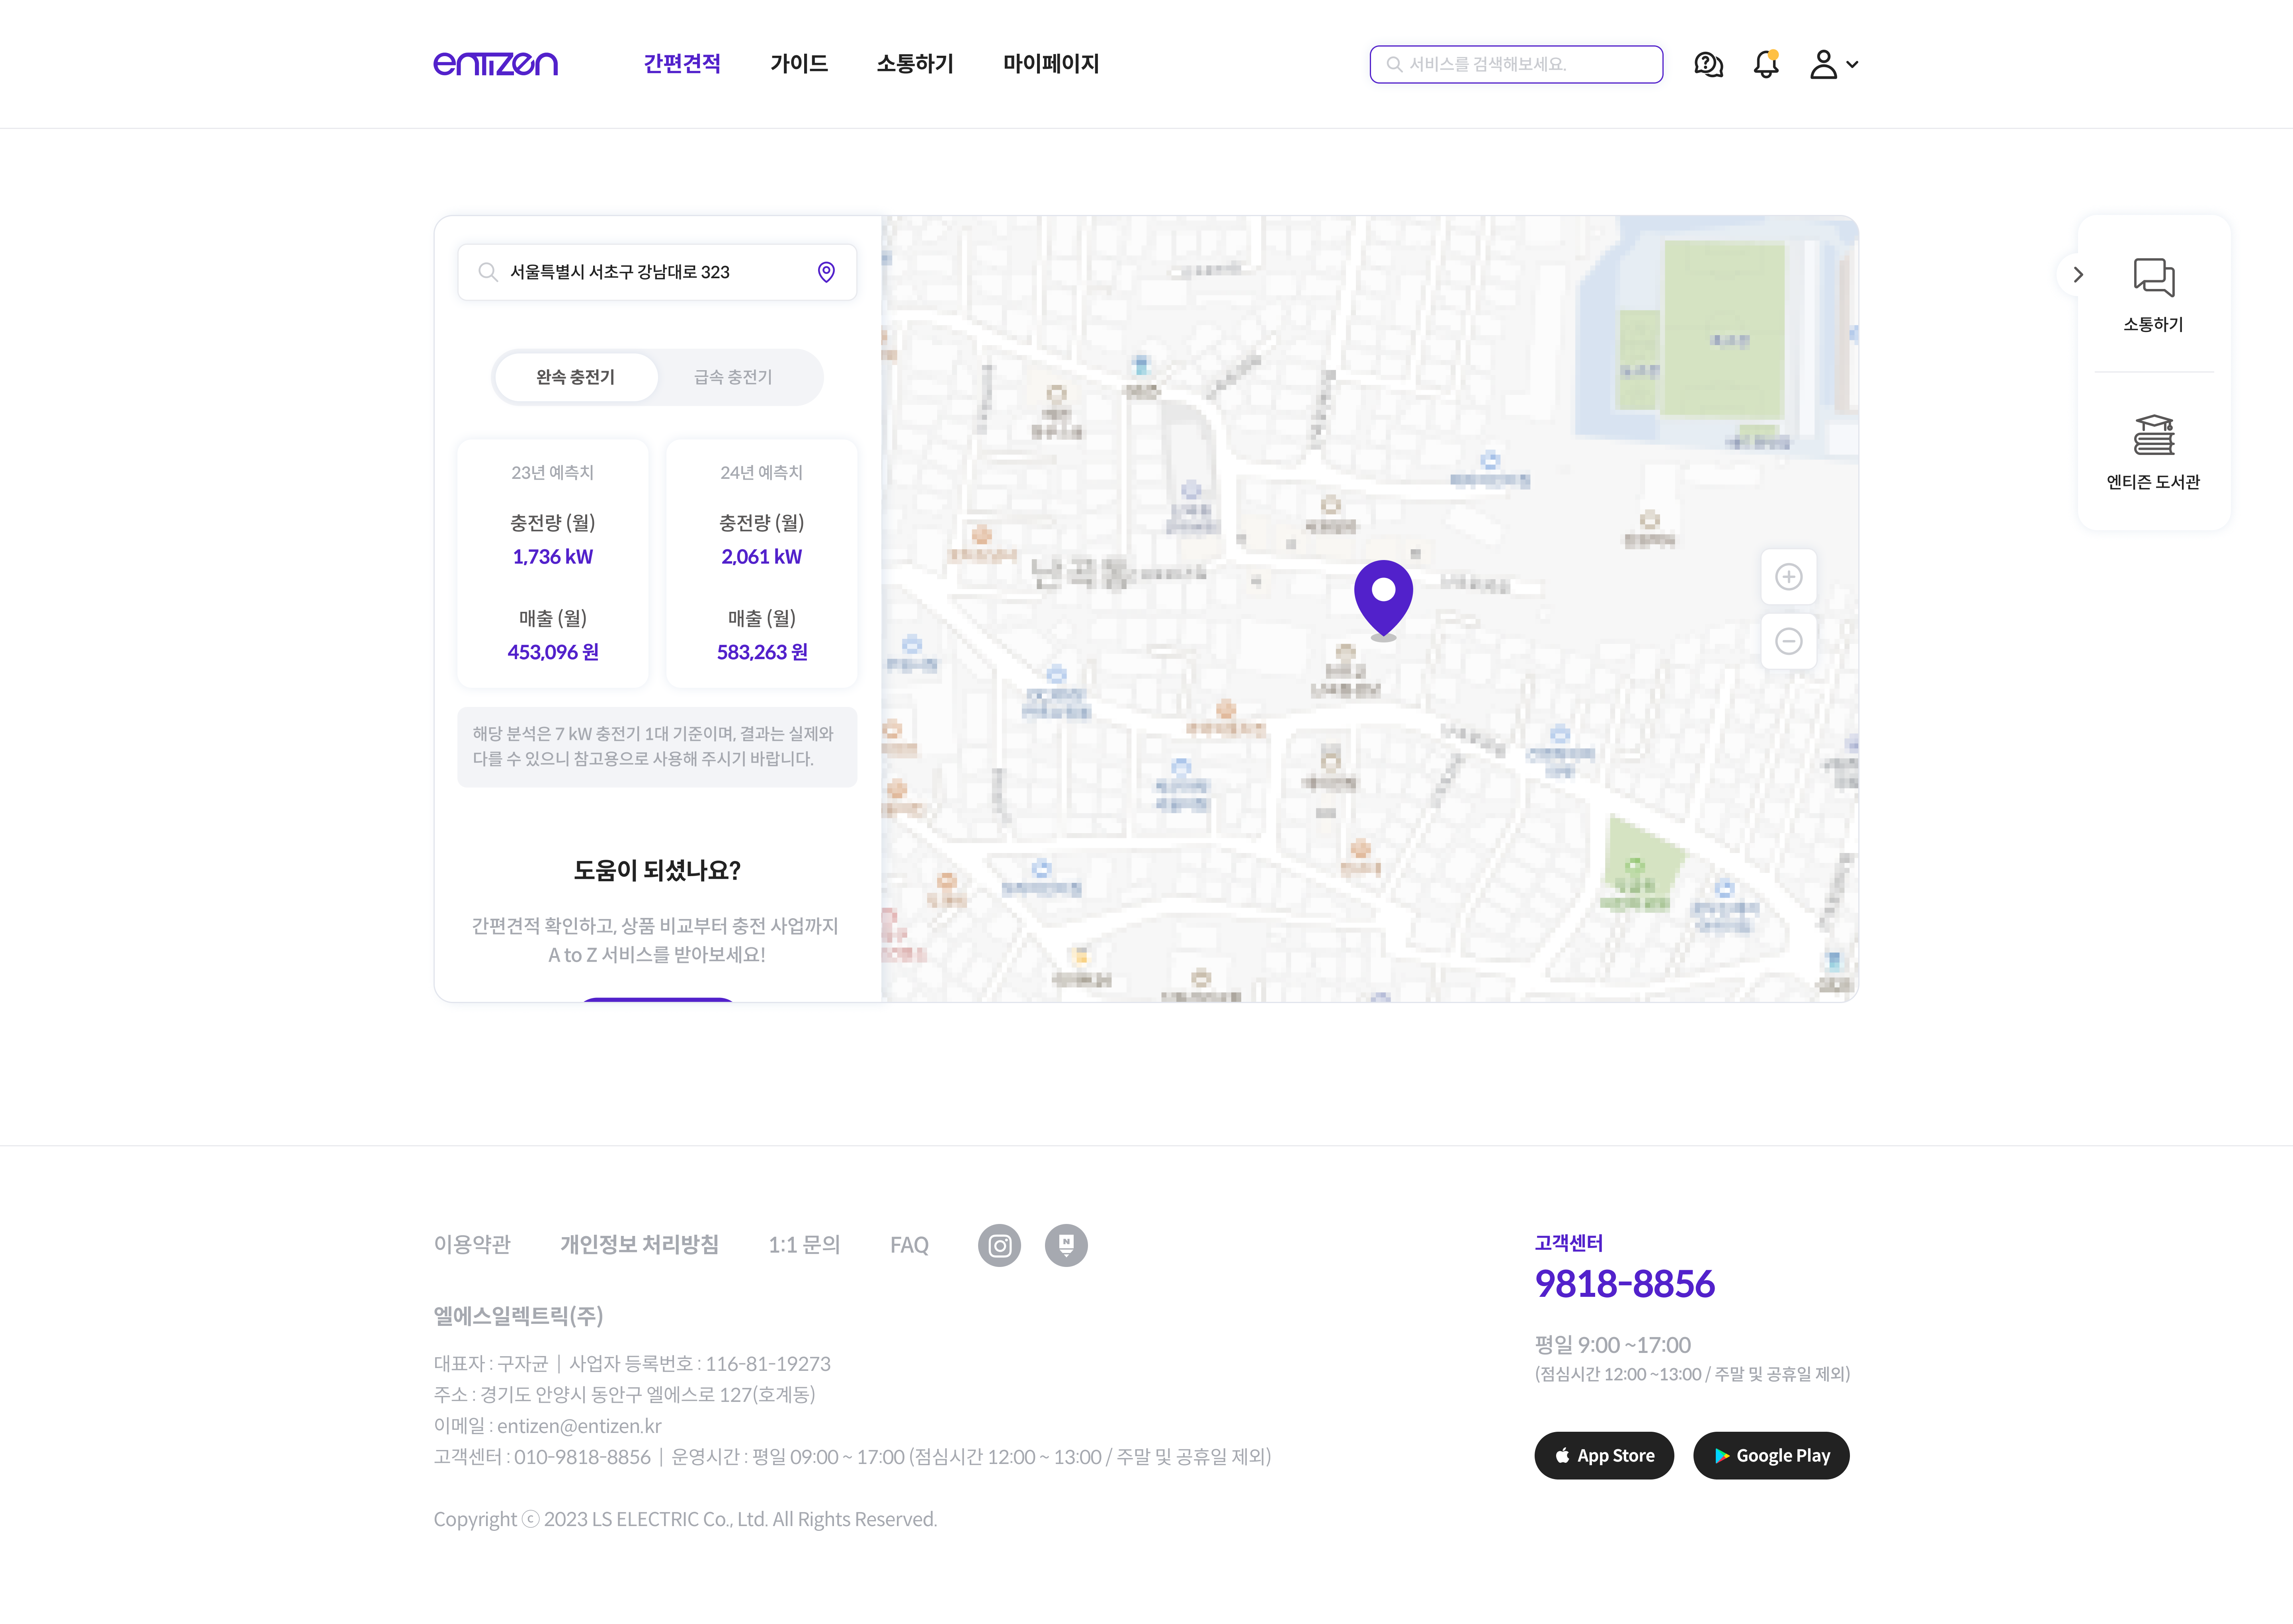 entizen
간편견적 가이드 소통하기 마이페이지
서비스를 검색해보세요.
서울특별시 서초구 강남대로 323
완속 충전기 급속 충전기
23년 예측치
충전량 (월)
1,736 kW
매출 (월)
453,096 원
24년 예측치
충전량 (월)
2,061 kW
매출 (월)
583,263 원
해당 분석은 7 kW 충전기 1대 기준이며, 결과는 실제와
다를 수 있으니 참고용으로 사용해 주시기 바랍니다.
도움이 되셨나요?
간편견적 확인하고, 상품 비교부터 충전 사업까지
A to Z 서비스를 받아보세요!
소통하기
엔티즌 도서관
이용약관 개인정보 처리방침 1:1 문의 FAQ
엘에스일렉트릭(주)
대표자 : 구자균 | 사업자 등록번호 : 116-81-19273
주소 : 경기도 안양시 동안구 엘에스로 127(호계동)
이메일 : entizen@entizen.kr
고객센터 : 010-9818-8856 | 운영시간 : 평일 09:00 ~ 17:00 (점심시간 12:00 ~ 13:00 / 주말 및 공휴일 제외)
Copyright ⓒ 2023 LS ELECTRIC Co., Ltd. All Rights Reserved.
고객센터
9818-8856
평일 9:00 ~17:00
(점심시간 12:00 ~13:00 / 주말 및 공휴일 제외)
App Store
Google Play